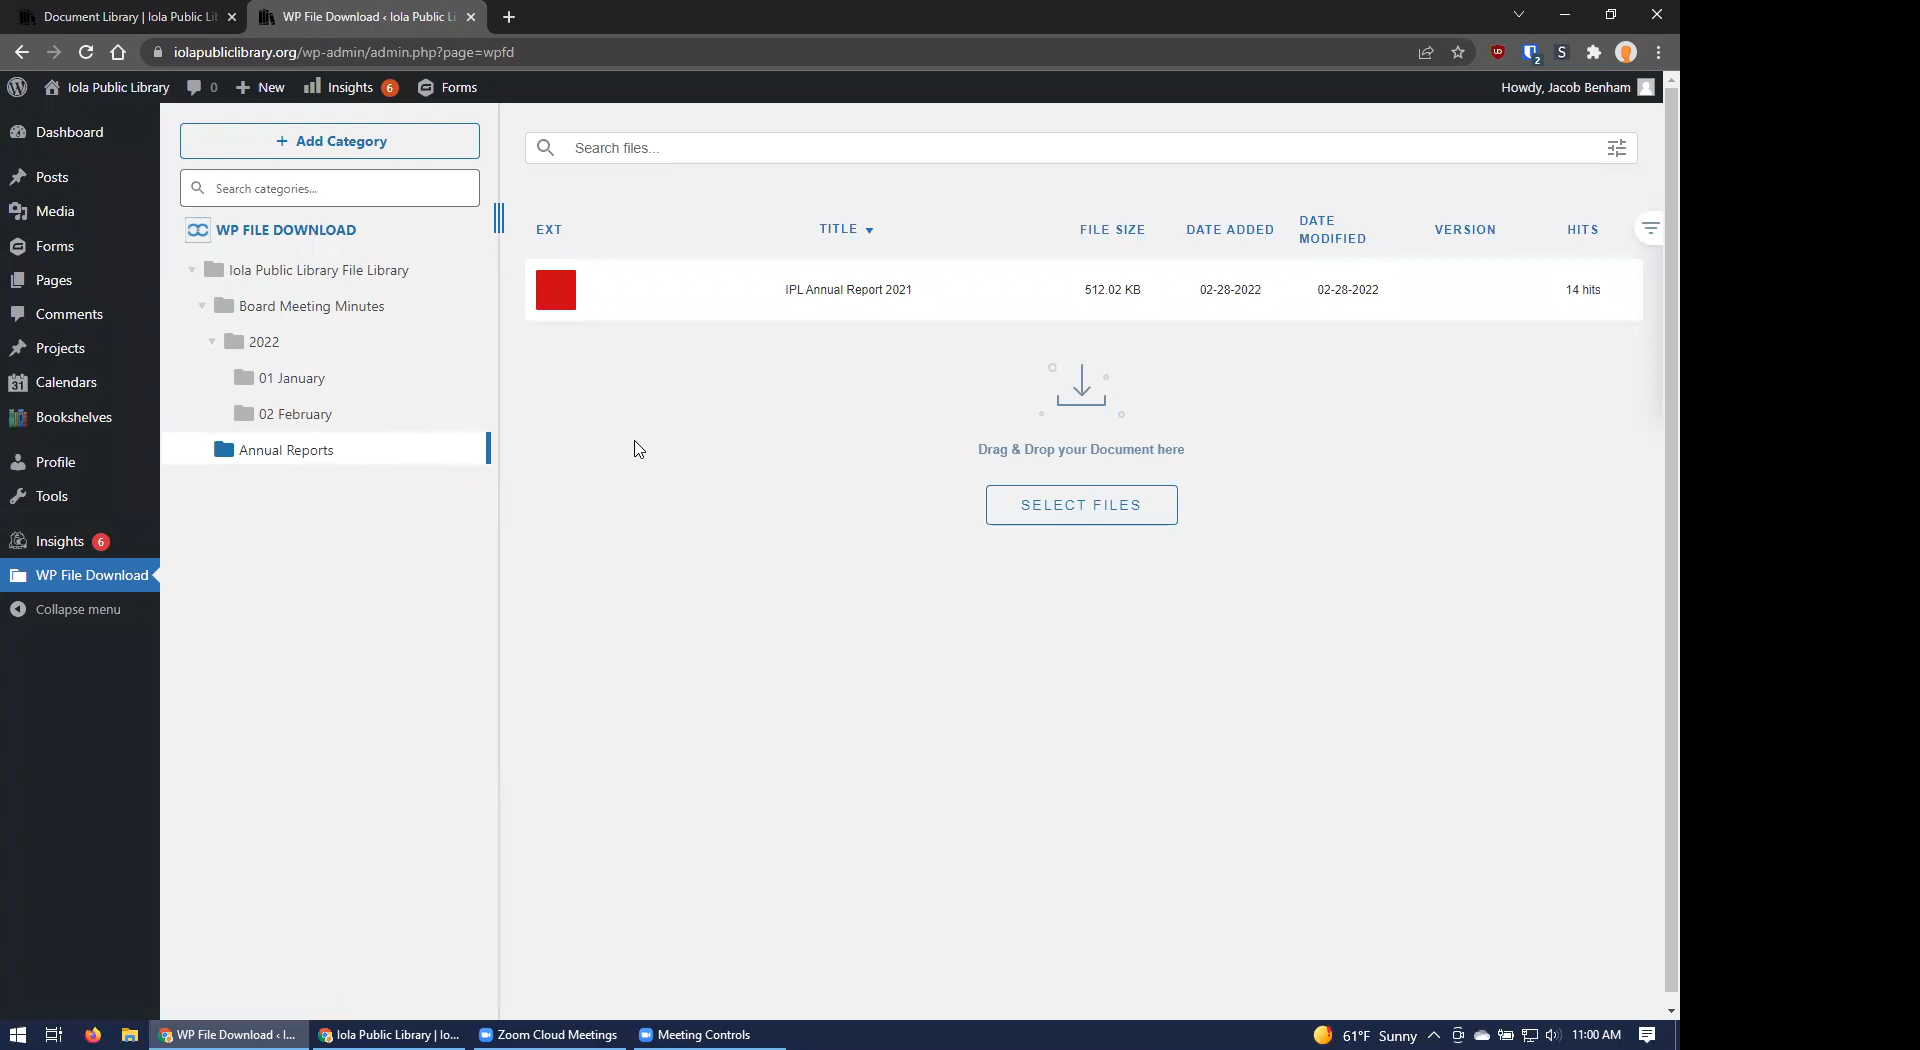 Document Library | Iola Public Li
WP File Download ‹ Iola Public Li
iolapubliclibrary.org/wp-admin/admin.php?page=wpfd
2
S
Iola Public Library
0
New
Insights 6
Forms
Howdy, Jacob Benham
Dashboard
Posts
Media
Forms
Pages
Comments
Projects
31 Calendars
Bookshelves
Profile
Tools
Insights 6
WP File Download
Collapse menu
+ Add Category
Search categories...
WP FILE DOWNLOAD
Iola Public Library File Library
Board Meeting Minutes
2022
01 January
02 February
Annual Reports
Search files...
EXT TITLE FILE SIZE DATE ADDED DATE MODIFIED VERSION HITS
IPL Annual Report 2021 512.02 KB 02-28-2022 02-28-2022 14 hits
Drag & Drop your Document here
SELECT FILES
WP File Download ‹ I...
Iola Public Library | Io...
Zoom Cloud Meetings
Meeting Controls
61°F Sunny
11:00 AM